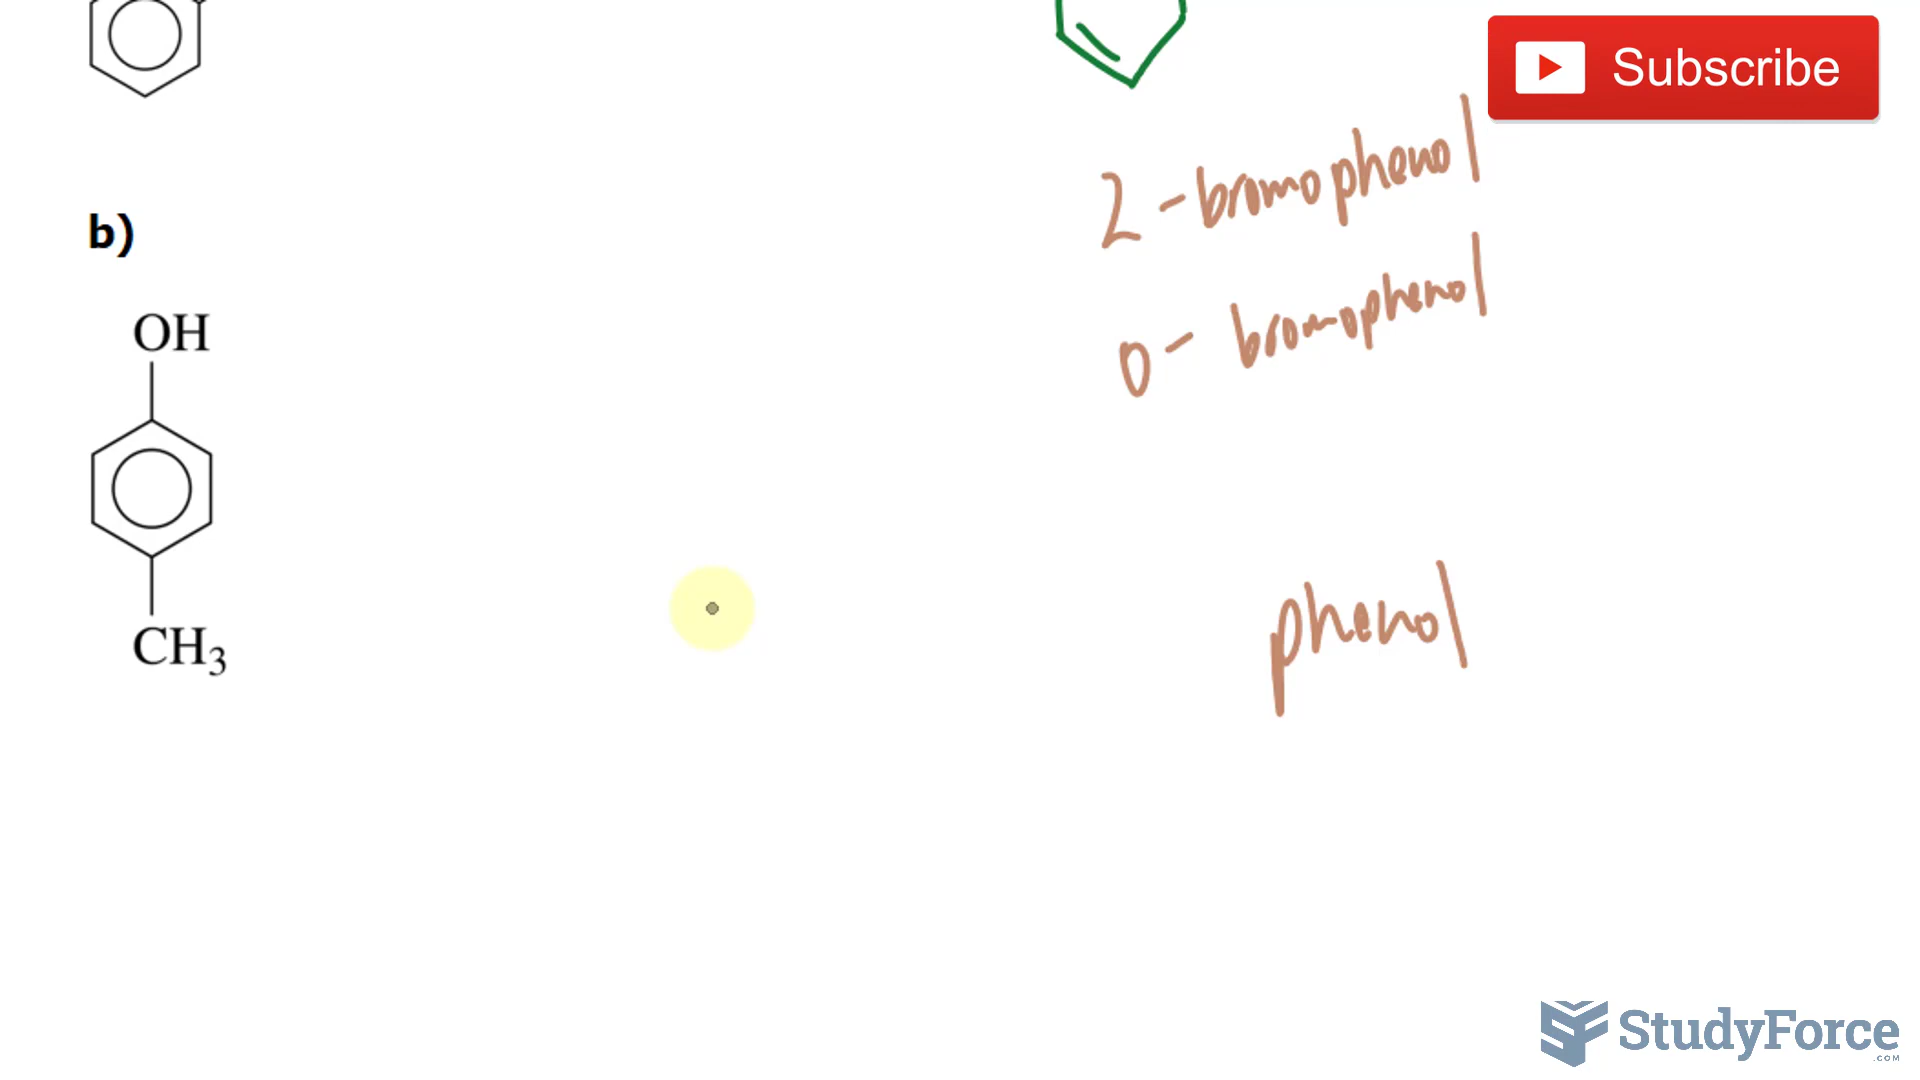 Subscribe
2-bromophenol
b)
o-bromophenol
OH
phenol
CH3
StudyForce
.COM